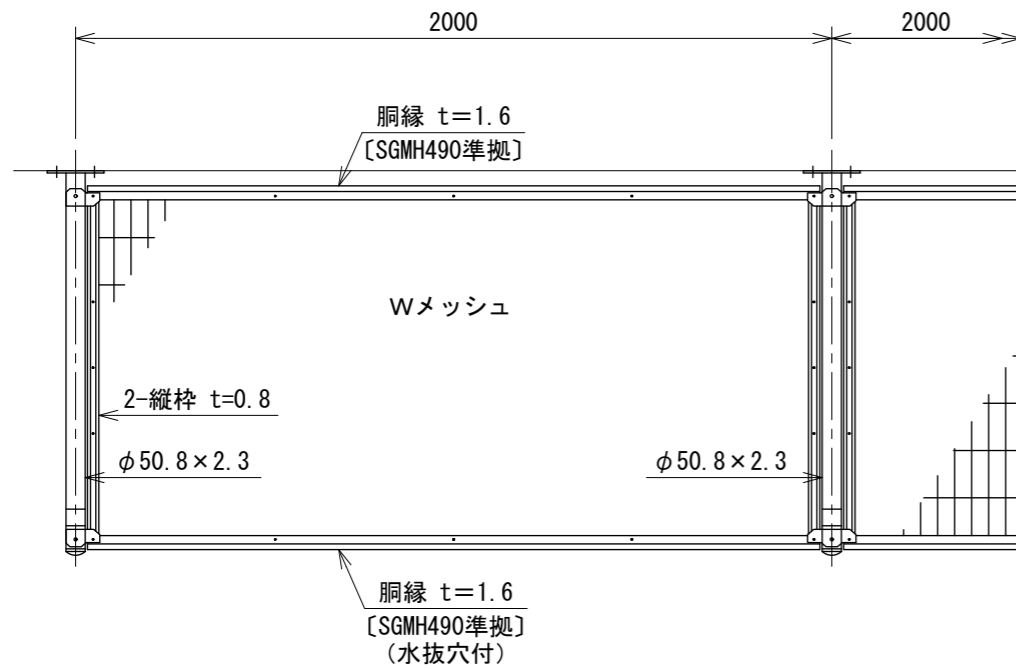 2000
2000
胴縁 t＝1.6
〔SGMH490準拠〕
Wメッシュ
2-縦枠 t=0.8
φ50.8×2.3
φ50.8×2.3
胴縁 t＝1.6
〔SGMH490準拠〕
（水抜穴付）